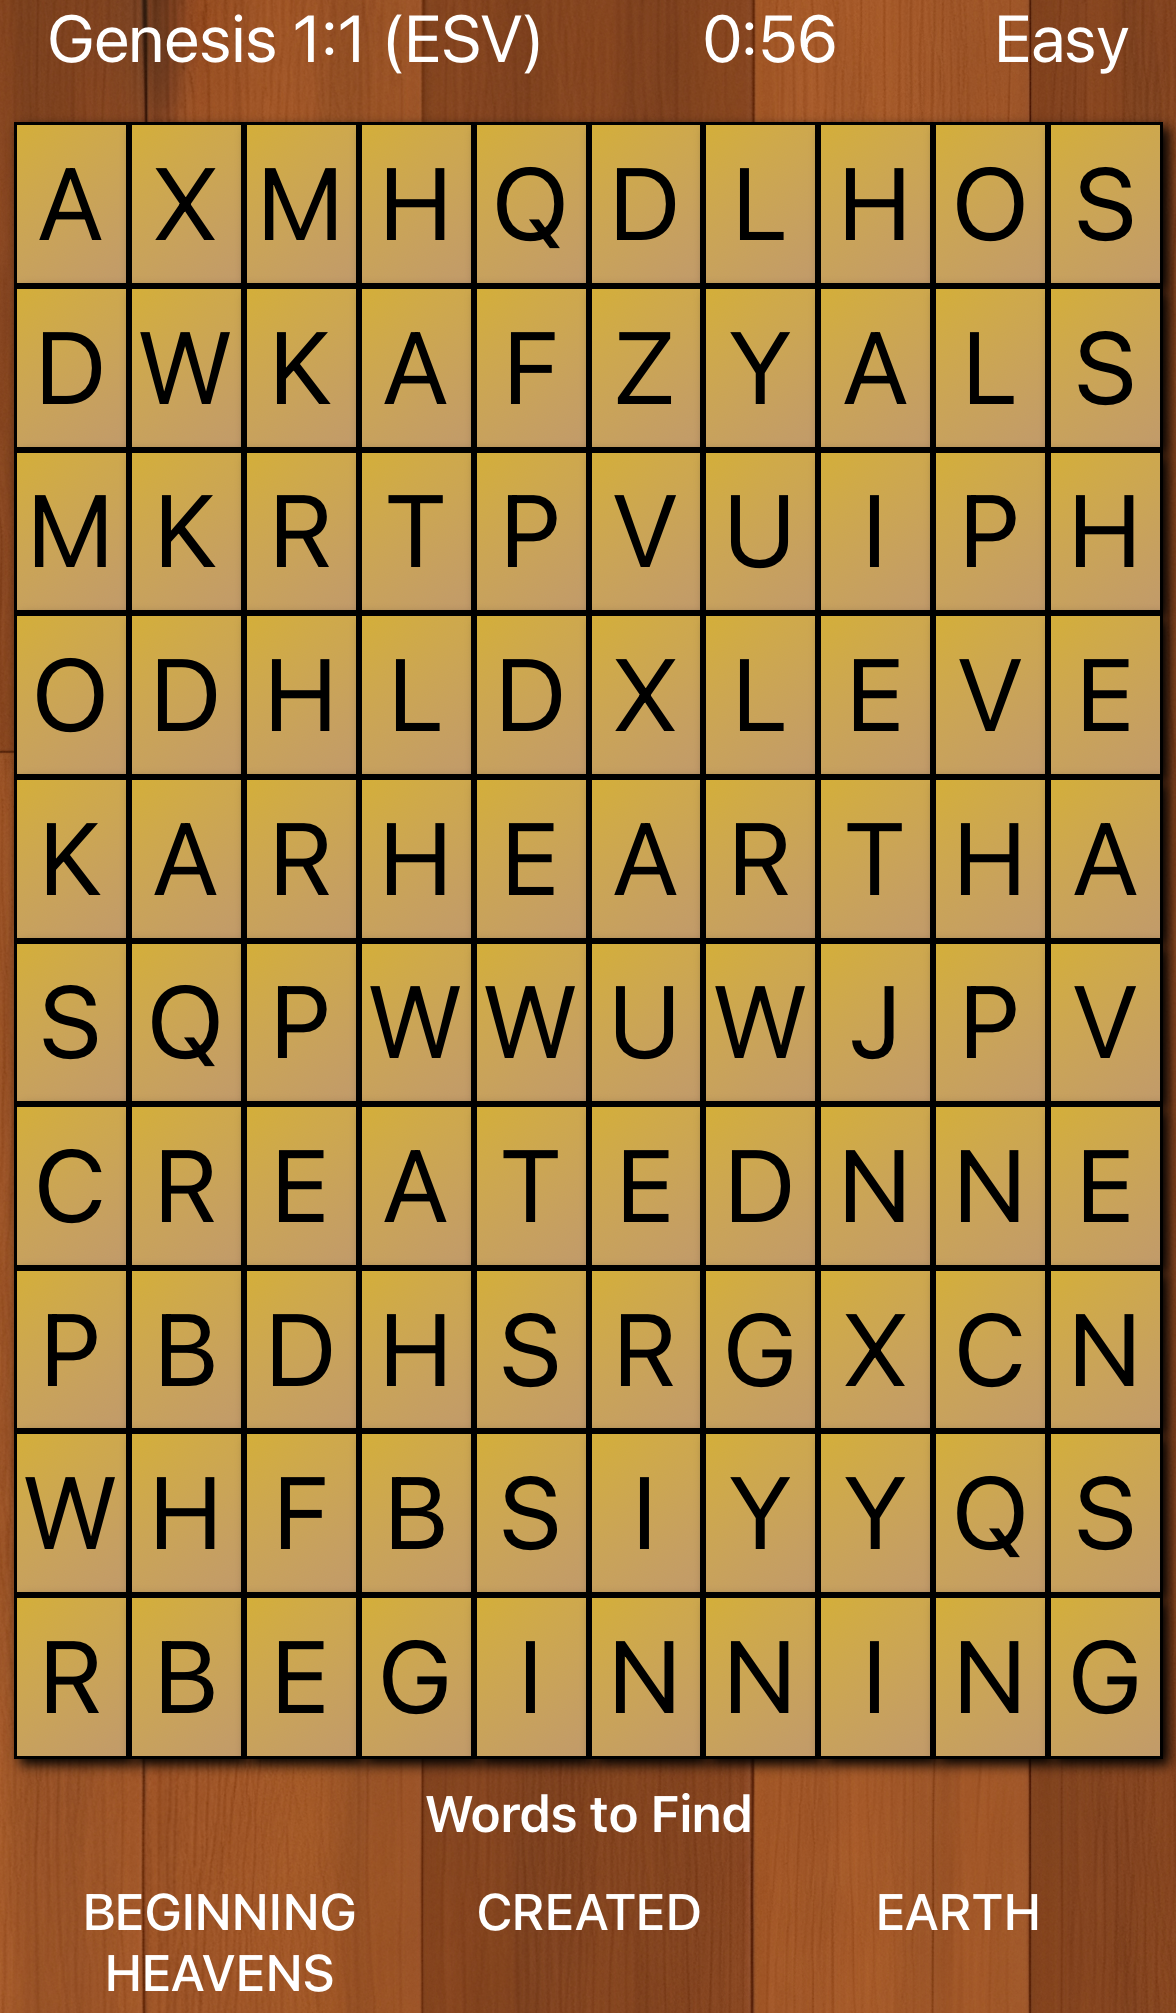 Genesis 1:1 (ESV) 0:56 Easy
A X M H Q D L H O S
D W K A F Z Y A L S
M K R T P V U I P H
O D H L D X L E V E
K A R H E A R T H A
S Q P W W U W J P V
C R E A T E D N N E
P B D H S R G X C N
W H F B S I Y Y Q S
R B E G I N N I N G
Words to Find
BEGINNING CREATED EARTH
HEAVENS